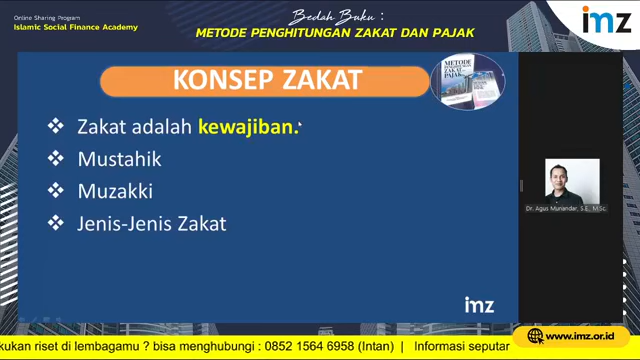 Online Sharing Program
Islamic Social Finance Academy
Bedah Buku :
METODE PENGHITUNGAN ZAKAT DAN PAJAK
imz
KONSEP ZAKAT
METODE
PENGHITUNGAN
ZAKAT
PAJAK
❖ Zakat adalah kewajiban.
❖ Mustahik
❖ Muzakki
❖ Jenis-Jenis Zakat
Dr. Agus Munandar, S.E., M.Sc.
imz
www.imz.or.id
kukan riset di lembagamu ? bisa menghubungi : 0852 1564 6958 (Intan) | Informasi seputar